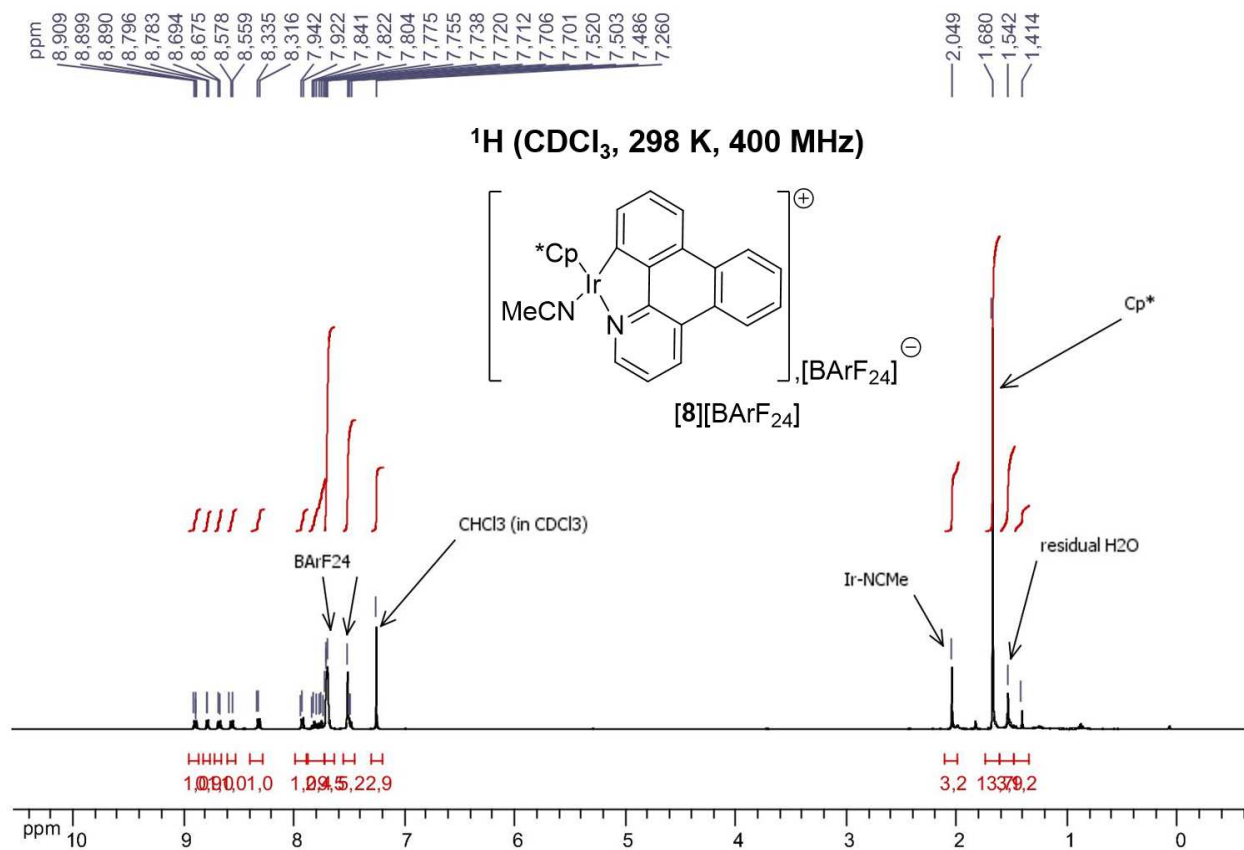 ppm
8,909
8,899
8,890
8,796
8,783
8,694
8,675
8,578
8,559
8,335
8,316
7,942
7,922
7,841
7,822
7,804
7,775
7,755
7,738
7,720
7,712
7,706
7,701
7,520
7,503
7,486
7,260
2,049
1,680
1,542
1,414
¹H (CDCl₃, 298 K, 400 MHz)
⊕
*Cp
Ir
MeCN
N
,[BArF₂₄]
⊖
[8][BArF₂₄]
Cp*
CHCl3 (in CDCl3)
BArF24
residual H2O
Ir-NCMe
1,0
1,0
3,2
ppm 10 9 8 7 6 5 4 3 2 1 0